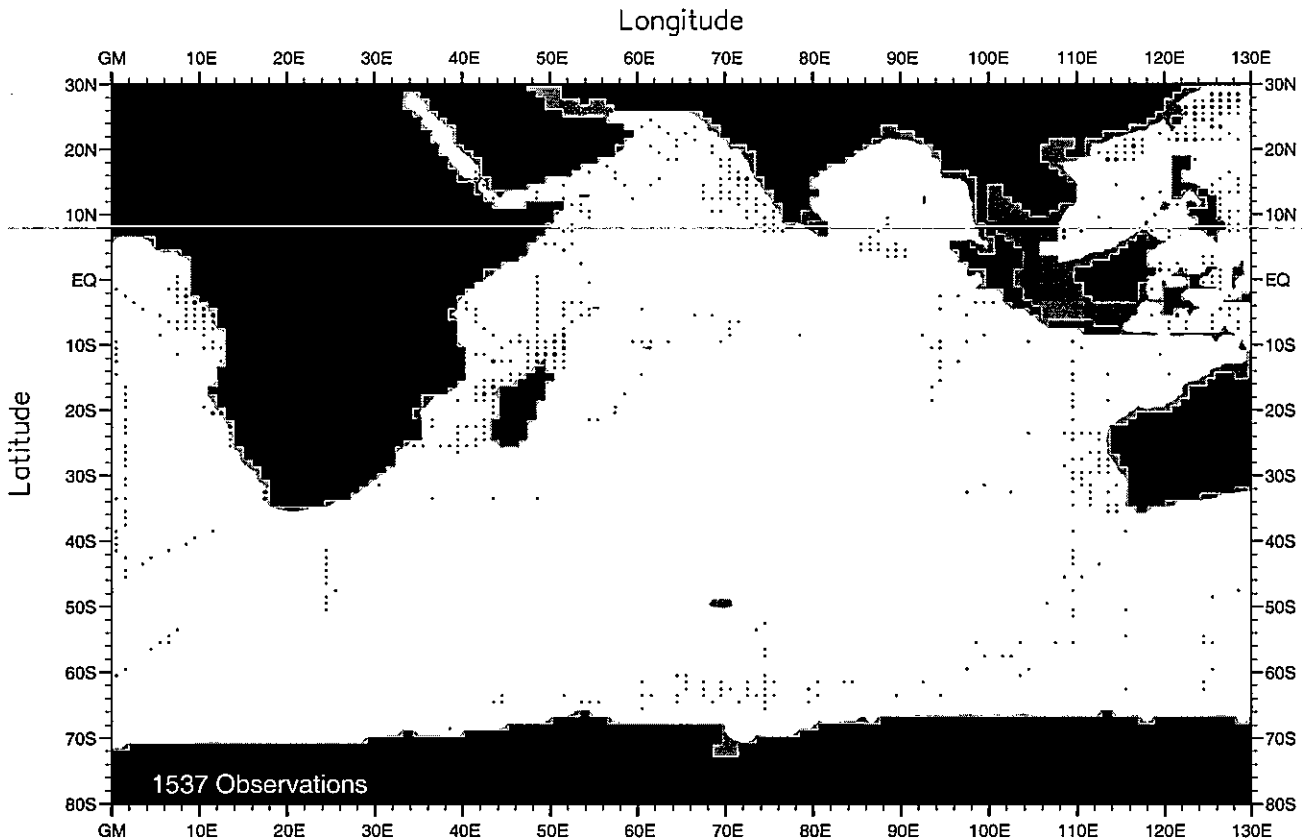 Longitude
GM 10E 20E 30E 40E 50E 60E 70E 80E 90E 100E 110E 120E 130E
30N 30N
20N 20N
10N 10N
EQ EQ
10S 10S
20S 20S
Latitude
30S 30S
40S 40S
50S 50S
60S 60S
70S 70S
1537 Observations
80S 80S
GM 10E 20E 30E 40E 50E 60E 70E 80E 90E 100E 110E 120E 130E